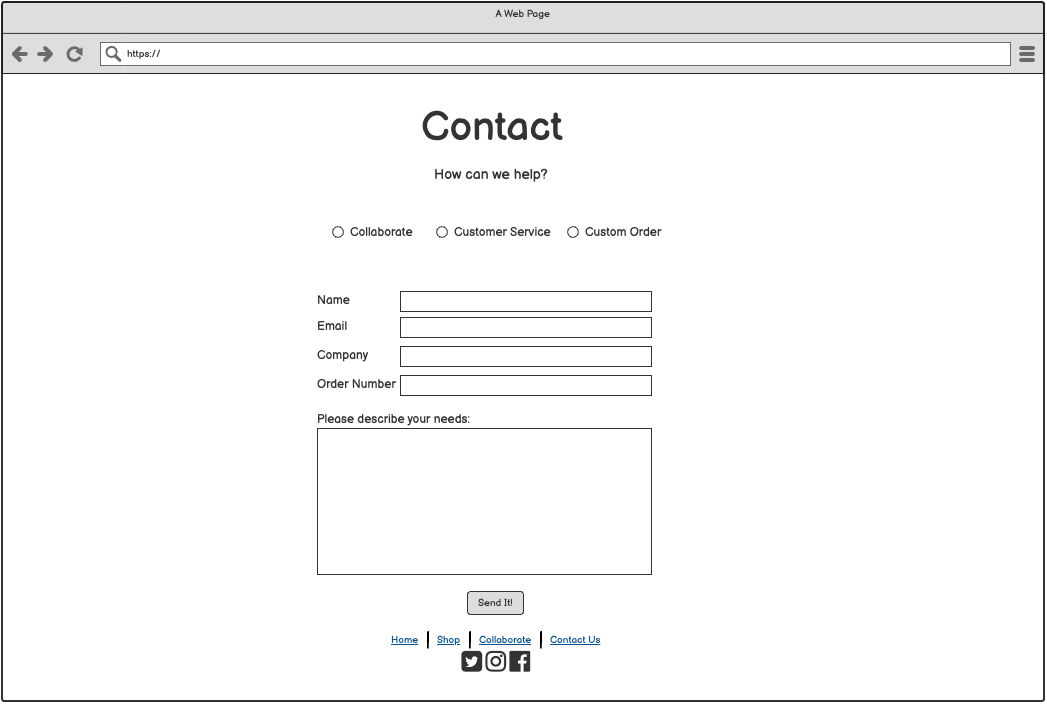 A Web Page
https://
Contact
How can we help?
Collaborate Customer Service Custom Order
Name
Email
Company
Order Number
Please describe your needs:
Send It!
Home Shop Collaborate Contact Us